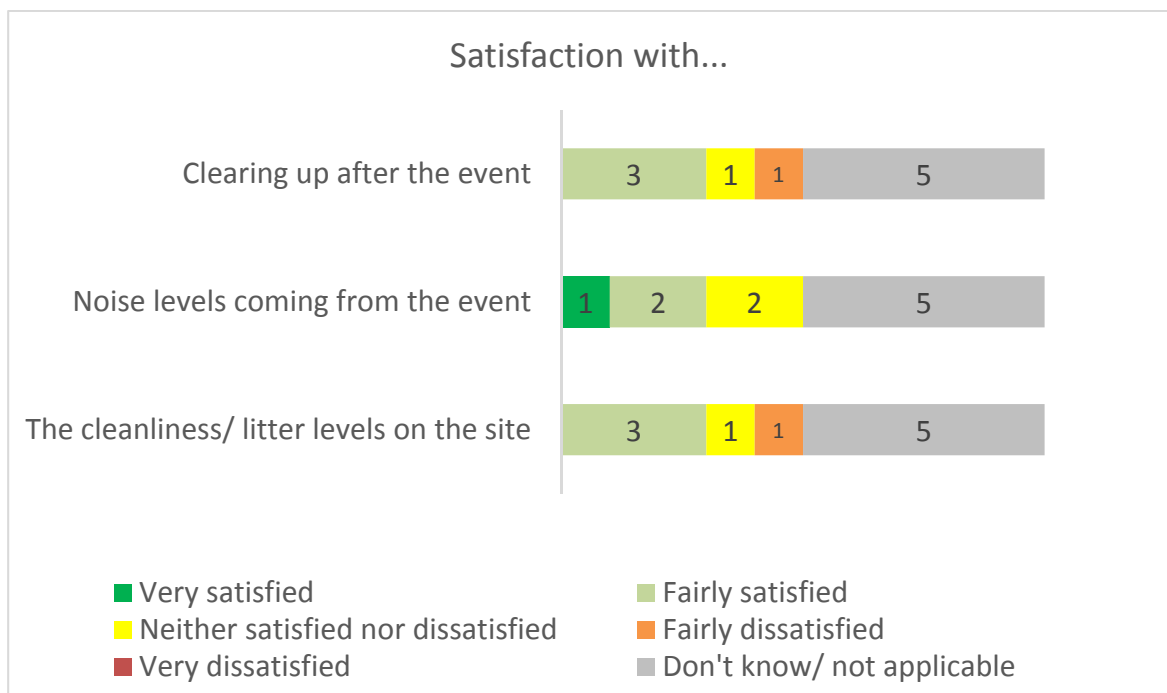 Satisfaction with...
Clearing up after the event
3 1 1 5
Noise levels coming from the event
1 2 2 5
The cleanliness/ litter levels on the site
3 1 1 5
Very satisfied
Fairly satisfied
Neither satisfied nor dissatisfied
Fairly dissatisfied
Very dissatisfied
Don't know/ not applicable